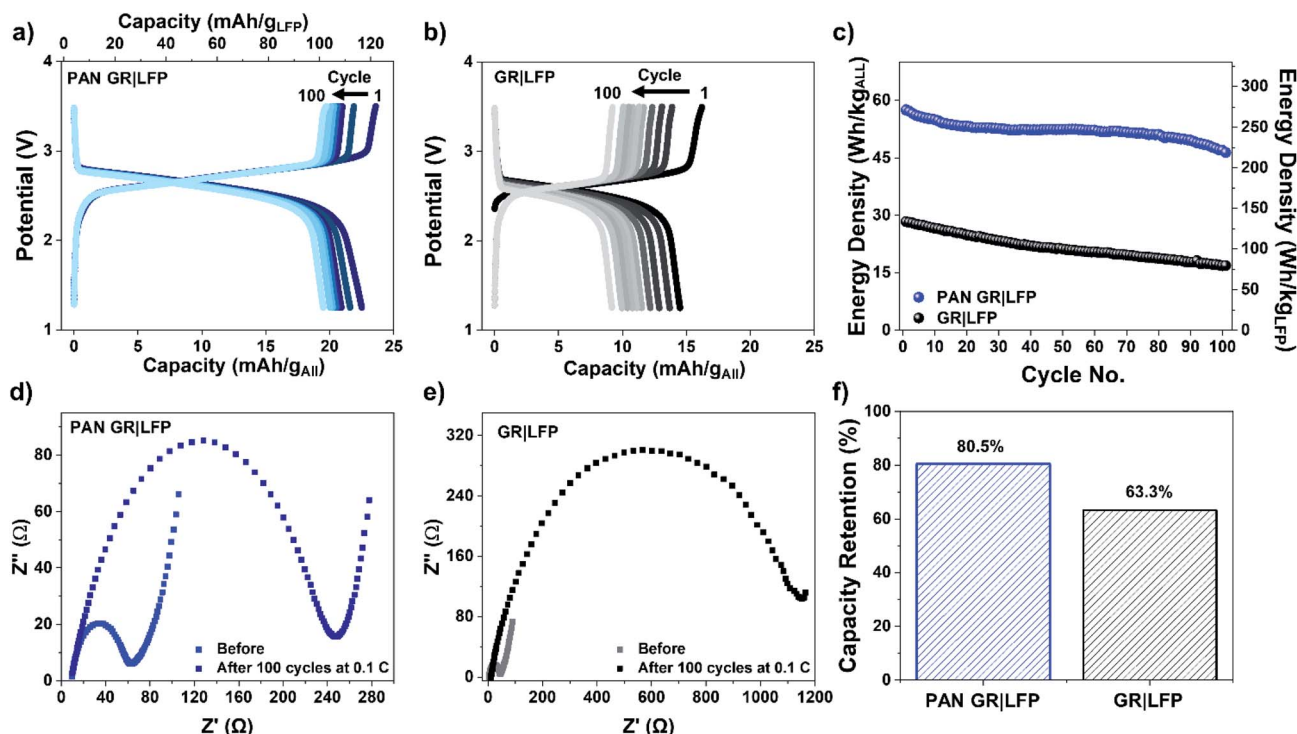 a)
Capacity (mAh/gLFP)
0 20 40 60 80 100 120
PAN GR|LFP
Cycle
100 1
Potential (V)
4
3
2
1
0 5 10 15 20 25
Capacity (mAh/gAll)
b)
GR|LFP
Cycle
100 1
Potential (V)
4
3
2
1
0 5 10 15 20 25
Capacity (mAh/gAll)
c)
Energy Density (Wh/kgALL)
60
45
30
15
0
Energy Density (Wh/kgLFP)
300
250
200
150
100
50
0
PAN GR|LFP
GR|LFP
0 10 20 30 40 50 60 70 80 90 100
Cycle No.
d)
PAN GR|LFP
Z'' (Ω)
80
60
40
20
0
Before
After 100 cycles at 0.1 C
0 40 80 120 160 200 240 280
Z' (Ω)
e)
GR|LFP
Z'' (Ω)
320
240
160
80
0
Before
After 100 cycles at 0.1 C
0 200 400 600 800 1000 1200
Z' (Ω)
f)
Capacity Retention (%)
100
80
60
40
20
0
80.5%
63.3%
PAN GR|LFP GR|LFP